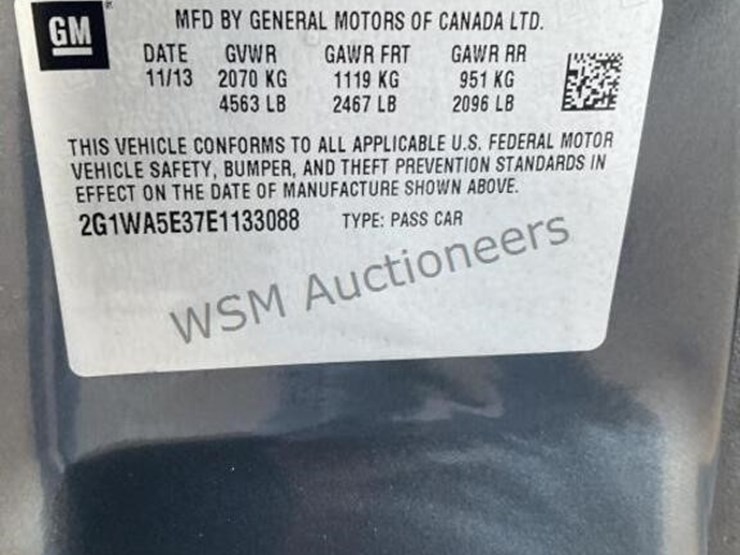 GM
MFD BY GENERAL MOTORS OF CANADA LTD.
DATE GVWR GAWR FRT GAWR RR
11/13 2070 KG 1119 KG 951 KG
4563 LB 2467 LB 2096 LB
THIS VEHICLE CONFORMS TO ALL APPLICABLE U.S. FEDERAL MOTOR
VEHICLE SAFETY, BUMPER, AND THEFT PREVENTION STANDARDS IN
EFFECT ON THE DATE OF MANUFACTURE SHOWN ABOVE.
2G1WA5E37E1133088 TYPE: PASS CAR
WSM Auctioneers